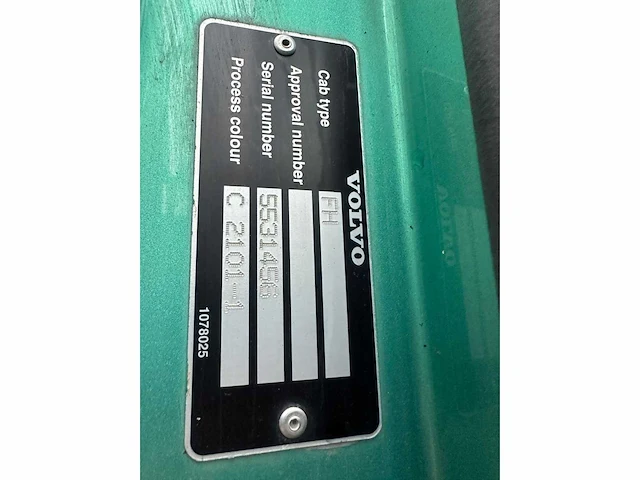 VOLVO
Cab type FH
Approval number
Serial number 5531456
Process colour C 2101-1
1078025